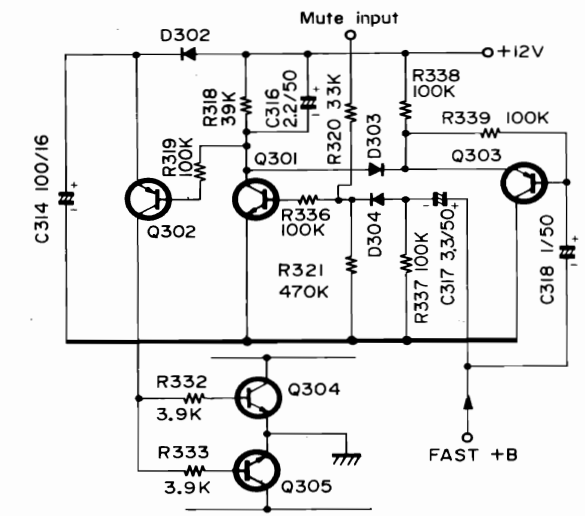 Mute input
D302
+12V
R318
39K
C316
2.2/50
+
-
R320 33K
R338
100K
R339 100K
R319
100K
Q301
D303
Q303
C314 100/16
+
-
Q302
R336
100K
D304
- +
C317 3.3/50
R321
470K
R337 100K
C318 1/50
+
-
R332
3.9K
Q304
R333
3.9K
Q305
FAST +B